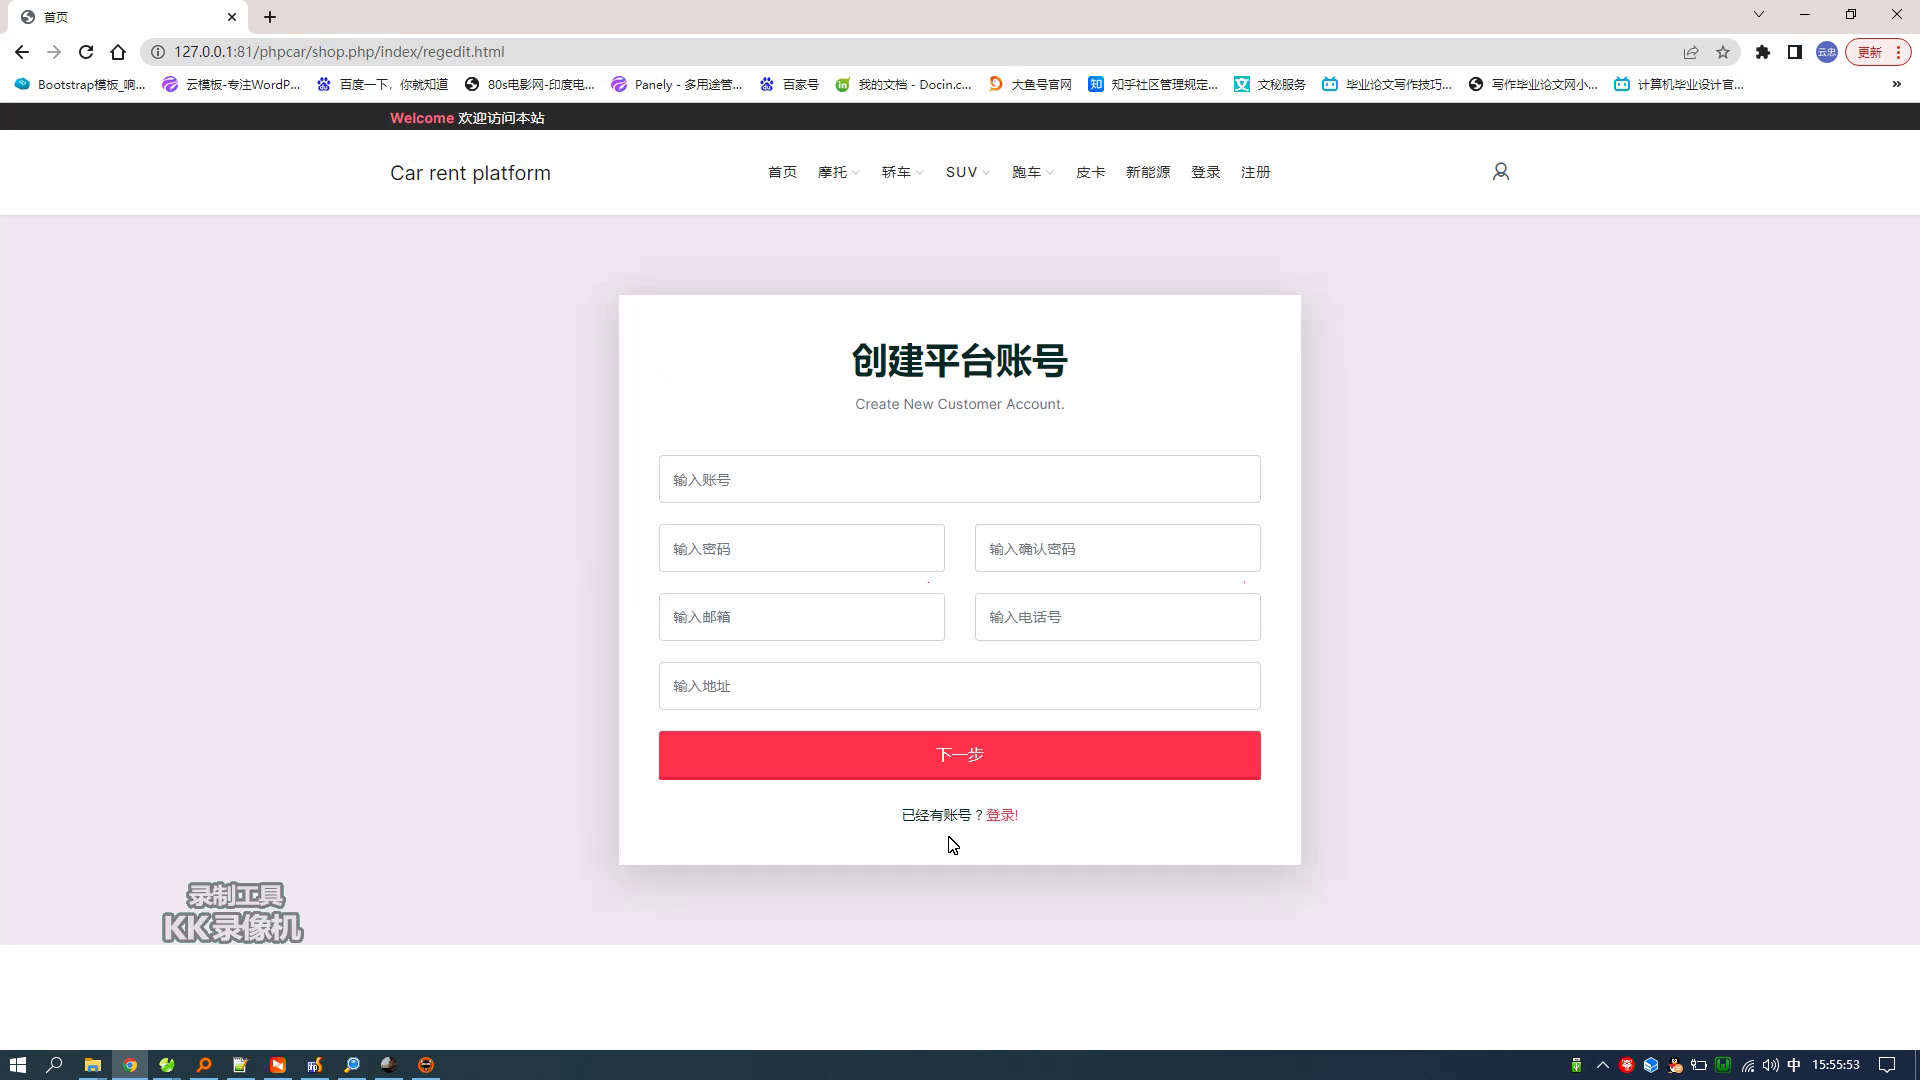 首页
127.0.0.1:81/phpcar/shop.php/index/regedit.html
云忠
更新
Bootstrap模板_响... 云模板-专注WordP... 百度一下，你就知道 80s电影网-印度电... Panely - 多用途管... 百家号 我的文档 - Docin.c... 大鱼号官网 知乎社区管理规定... 文秘服务 毕业论文写作技巧... 写作毕业论文网小... 计算机毕业设计官... »
Welcome 欢迎访问本站
Car rent platform
首页 摩托 轿车 SUV 跑车 皮卡 新能源 登录 注册
创建平台账号
Create New Customer Account.
输入账号
输入密码 输入确认密码
输入邮箱 输入电话号
输入地址
下一步
已经有账号？登录!
录制工具
KK录像机
中 15:55:53